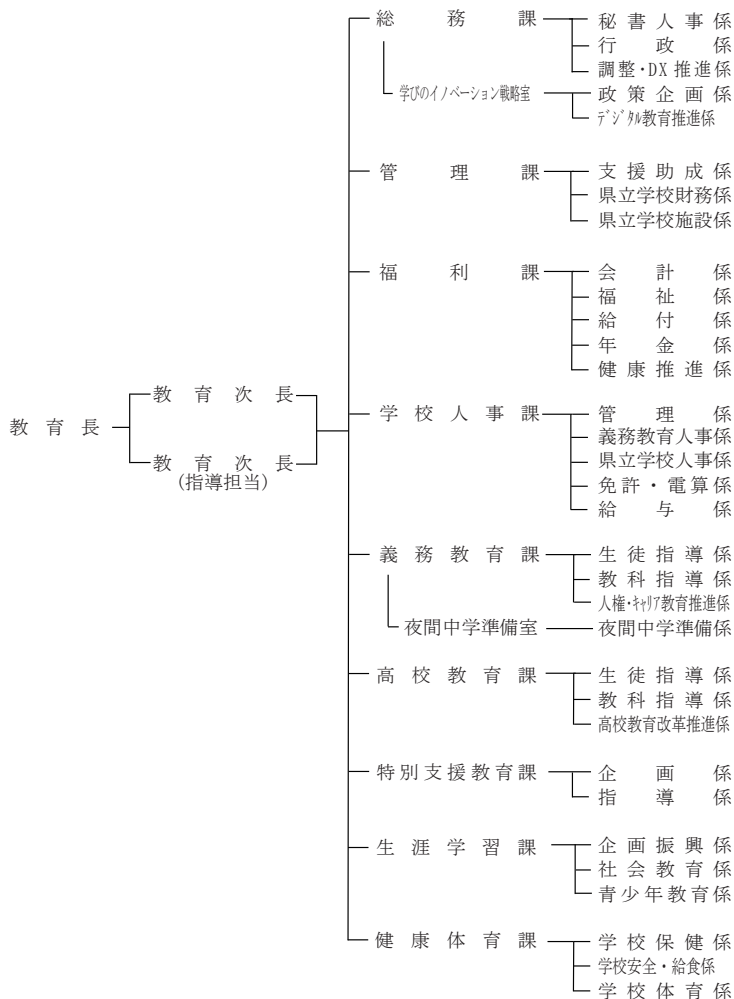 教育長
教育次長
教育次長
(指導担当)
総務課
秘書人事係
行政係
調整・DX推進係
学びのイノベーション戦略室
政策企画係
デジタル教育推進係
管理課
支援助成係
県立学校財務係
県立学校施設係
福利課
会計係
福祉係
給付係
年金係
健康推進係
学校人事課
管理係
義務教育人事係
県立学校人事係
免許・電算係
給与係
義務教育課
生徒指導係
教科指導係
人権・キャリア教育推進係
夜間中学準備室
夜間中学準備係
高校教育課
生徒指導係
教科指導係
高校教育改革推進係
特別支援教育課
企画係
指導係
生涯学習課
企画振興係
社会教育係
青少年教育係
健康体育課
学校保健係
学校安全・給食係
学校体育係